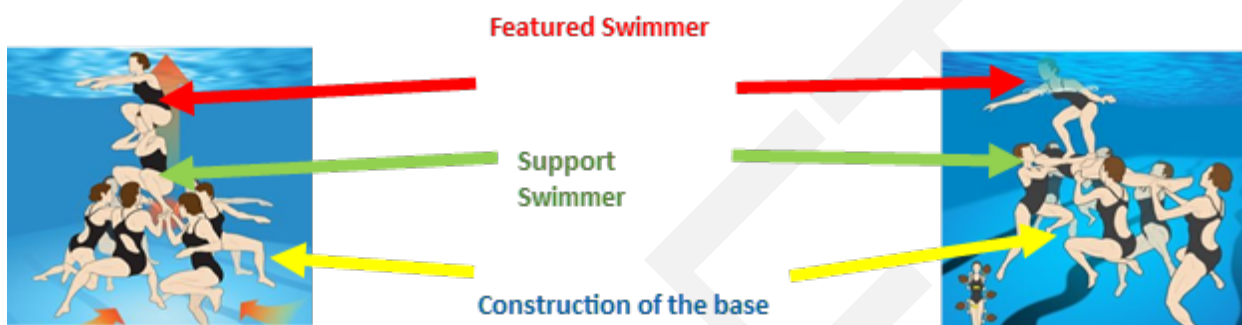 Featured Swimmer
Support
Swimmer
Construction of the base